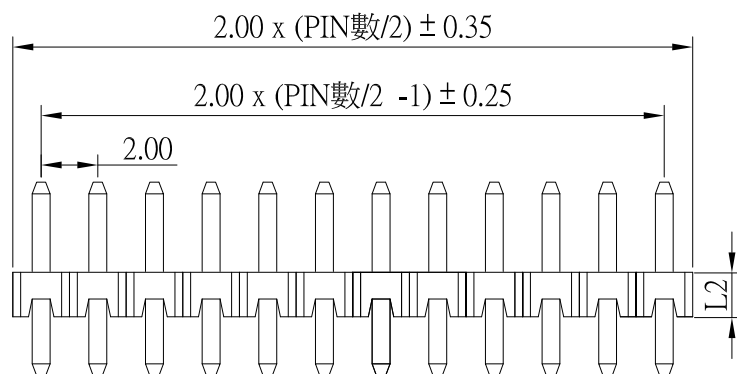 2.00 x (PIN數/2) ± 0.35
2.00 x (PIN數/2 -1) ± 0.25
2.00
L2